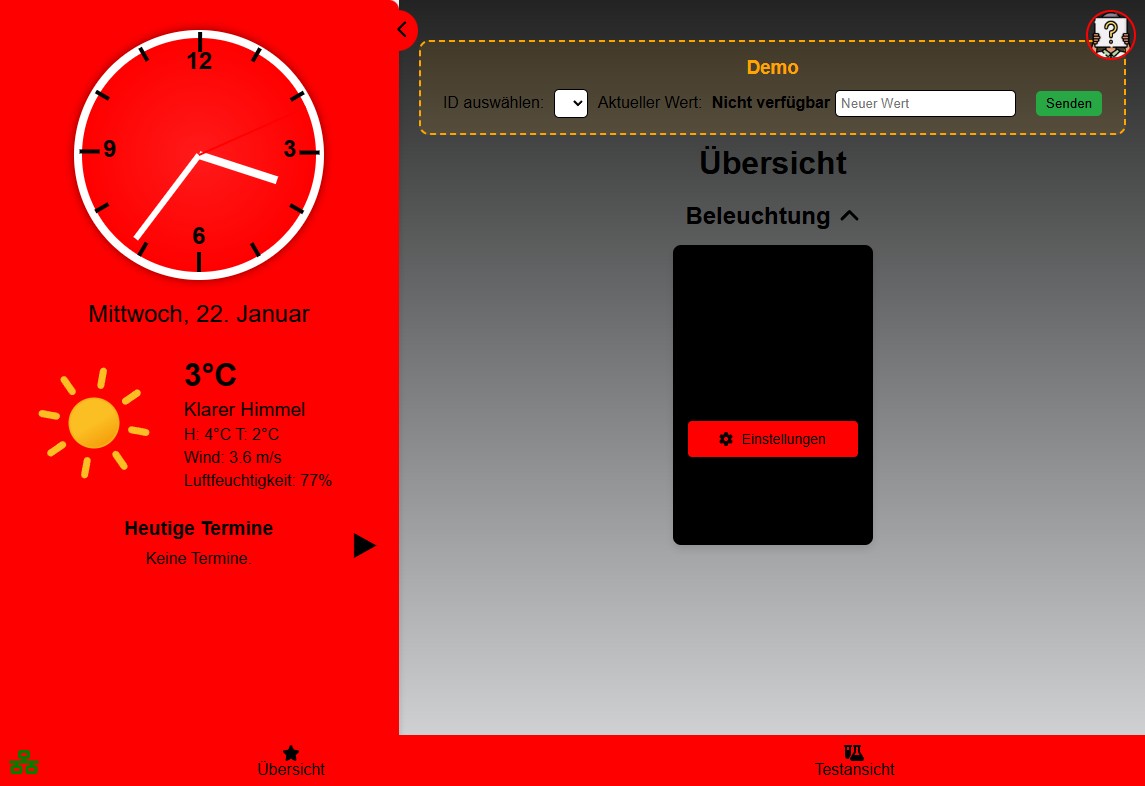 12
9
3
6
Mittwoch, 22. Januar
3°C
Klarer Himmel
H: 4°C T: 2°C
Wind: 3.6 m/s
Luftfeuchtigkeit: 77%
Heutige Termine
Keine Termine.
?
Demo
ID auswählen: Aktueller Wert: Nicht verfügbar Neuer Wert Senden
Übersicht
Beleuchtung
Einstellungen
Übersicht
Testansicht